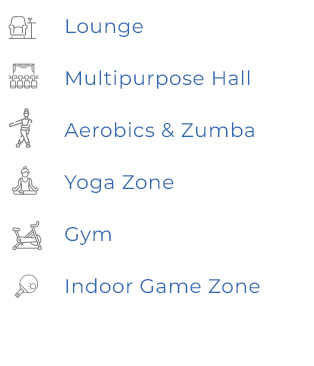 Lounge
Multipurpose Hall
Aerobics & Zumba
Yoga Zone
Gym
Indoor Game Zone